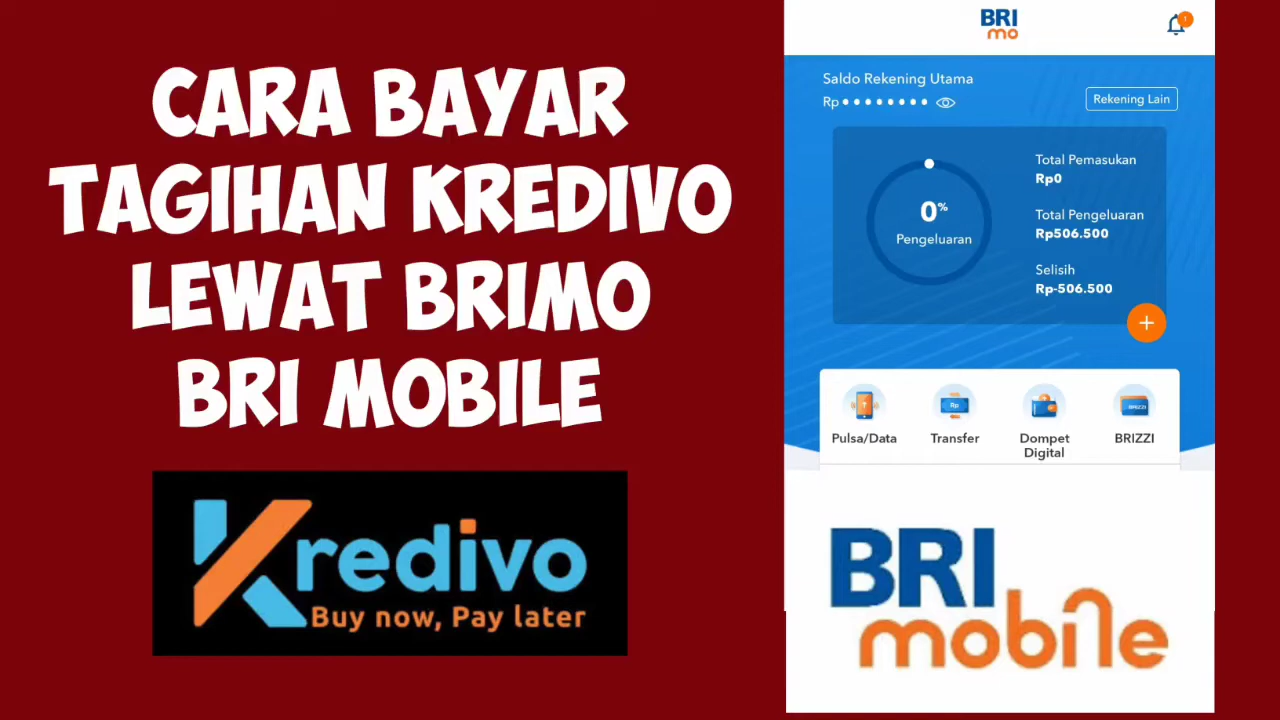 CARA BAYAR
TAGIHAN KREDIVO
LEWAT BRIMO
BRI MOBILE
Kredivo
Buy now, Pay later
BRI
mo
Saldo Rekening Utama
Rp ••••••••
Rekening Lain
0%
Pengeluaran
Total Pemasukan
Rp0
Total Pengeluaran
Rp506.500
Selisih
Rp-506.500
+
Pulsa/Data
Transfer
Dompet
Digital
BRIZZI
BRI
mobile